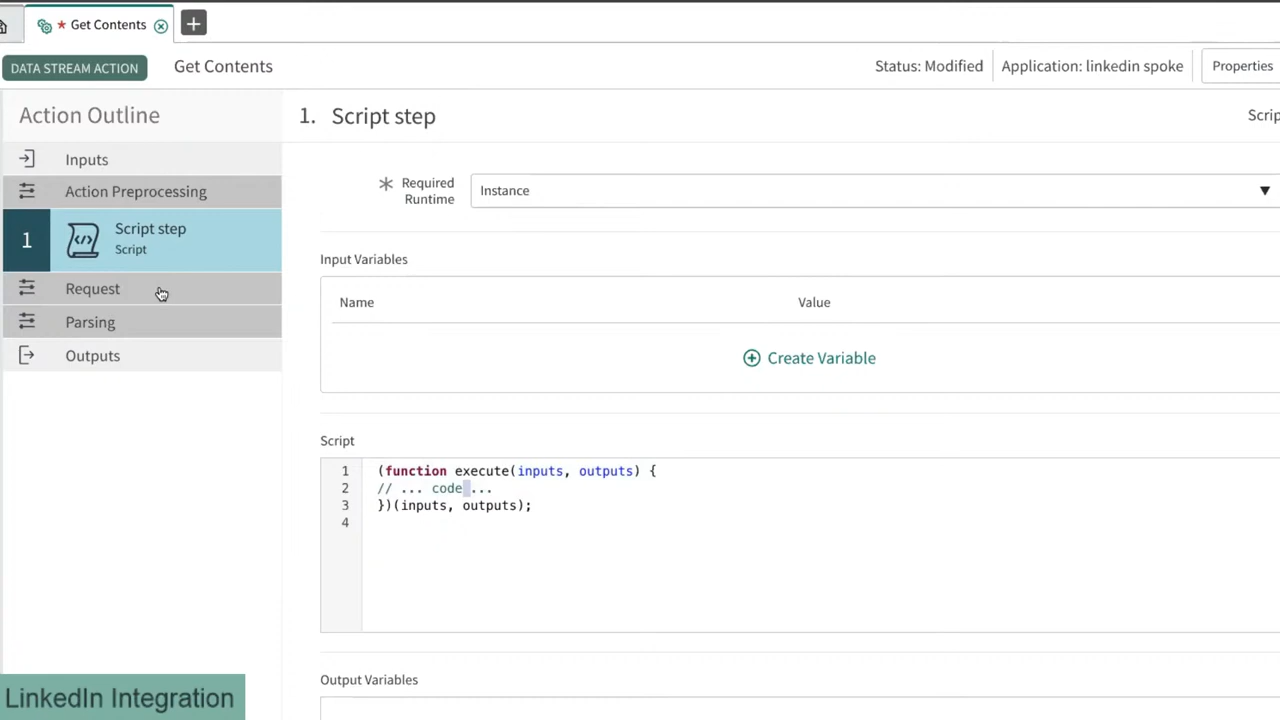 * Get Contents
DATA STREAM ACTION Get Contents Status: Modified Application: linkedin spoke Properties
Action Outline
Inputs
Action Preprocessing
1 Script step
Script
Request
Parsing
Outputs
1. Script step Scrip
* Required
Runtime
Instance
Input Variables
Name Value
Create Variable
Script
1 (function execute(inputs, outputs) {
2 // ... code ...
3 })(inputs, outputs);
4
Output Variables
LinkedIn Integration